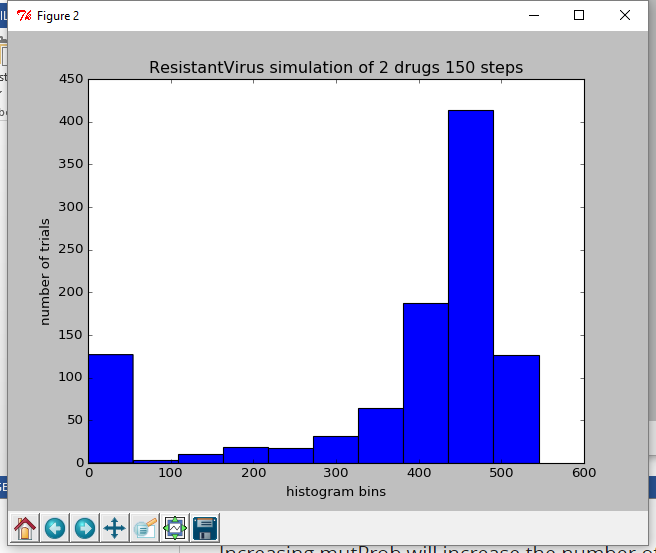 Figure 2
ResistantVirus simulation of 2 drugs 150 steps
450
400
350
300
250
200
150
100
50
0
number of trials
0 100 200 300 400 500 600
histogram bins
Increasing mutProb will increase the number of